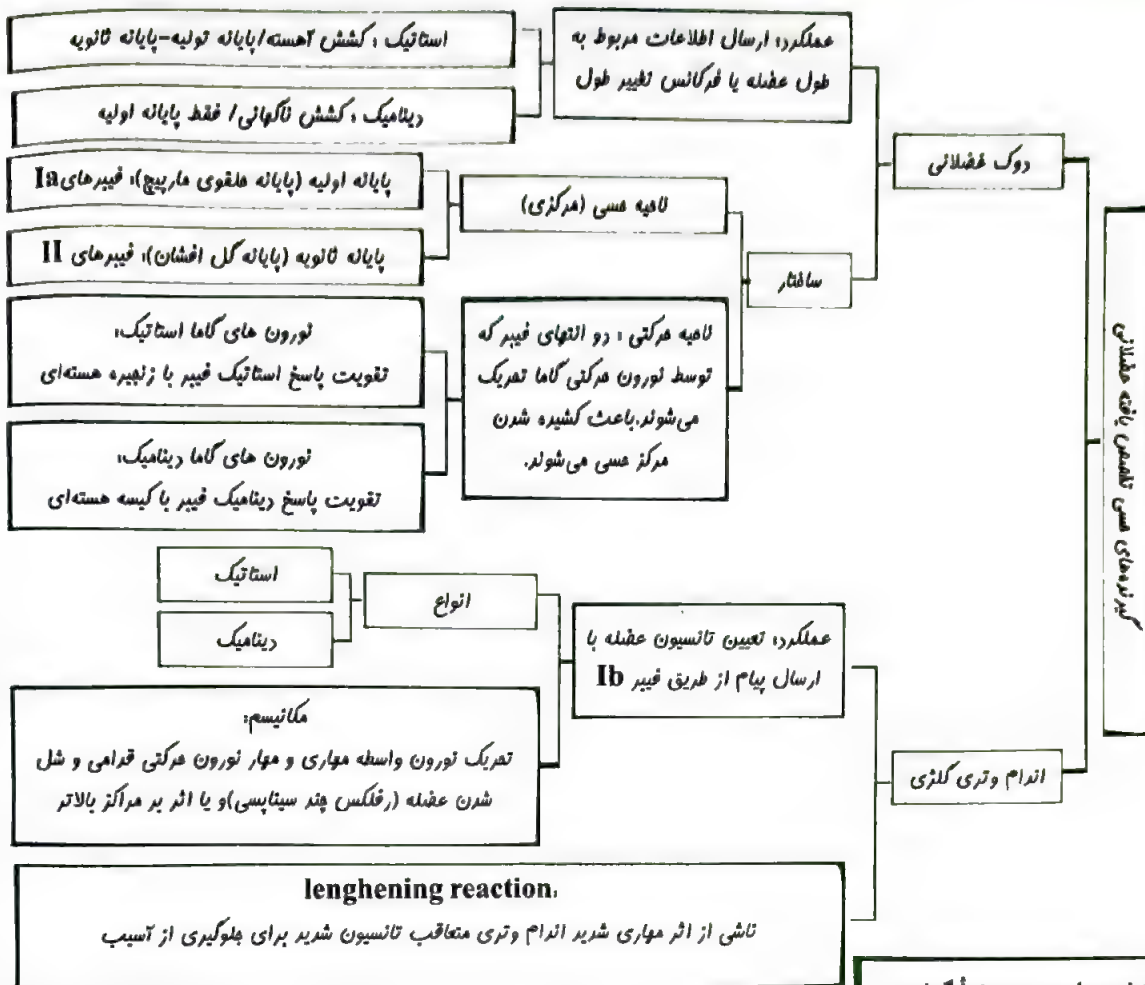 گیرنده‌های حسی تخصص یافته عضلانی
دوک عضلانی
عملکرد: ارسال اطلاعات مربوط به
طول عضله یا فرکانس تغییر طول
استاتیک: کشش آهسته/پایانه تولیه-پایانه ثانویه
دینامیک: کشش ناگهانی/ فقط پایانه اولیه
ساختار
ناحیه حسی (مرکزی)
پایانه اولیه (پایانه حلقوی مارپیچ): فیبرهای Ia
پایانه ثانویه (پایانه گل افشان): فیبرهای II
ناحیه حرکتی: دو انتهای فیبر که
توسط نورون حرکتی گاما تحریک
می‌شوند.باعث کشیده شدن
مرکز حسی می‌شوند.
نورون های گاما استاتیک:
تقویت پاسخ استاتیک فیبر با زنجیره هسته‌ای
نورون های گاما دینامیک:
تقویت پاسخ دینامیک فیبر با کیسه هسته‌ای
اندام وتری گلژی
عملکرد: تعیین تانسیون عضله با
ارسال پیام از طریق فیبر Ib
انواع
استاتیک
دینامیک
مکانیسم:
تحریک نورون واسطه مهاری و مهار نورون حرکتی قدامی و شل
شدن عضله (رفلکس چند سیناپسی)و یا اثر بر مراکز بالاتر
lenghening reaction:
ناشی از اثر مهاری شدید اندام وتری متعاقب تانسیون شدید برای جلوگیری از آسیب